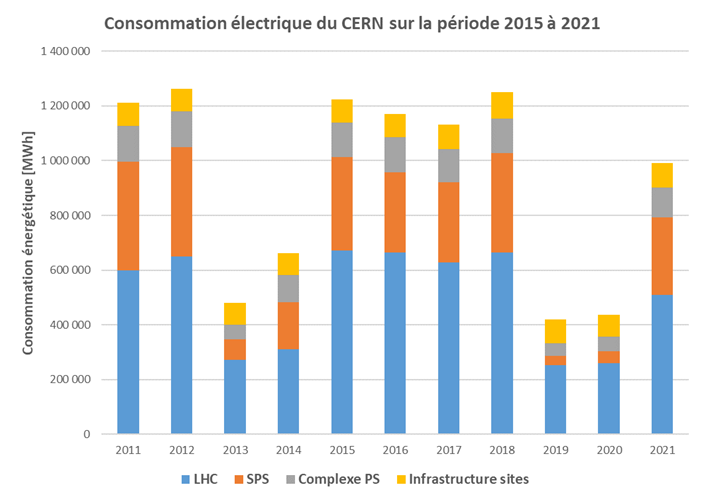 Consommation électrique du CERN sur la période 2015 à 2021
Consommation énergétique [MWh]
1 400 000
1 200 000
1 000 000
800 000
600 000
400 000
200 000
0
2011 2012 2013 2014 2015 2016 2017 2018 2019 2020 2021
LHC SPS Complexe PS Infrastructure sites